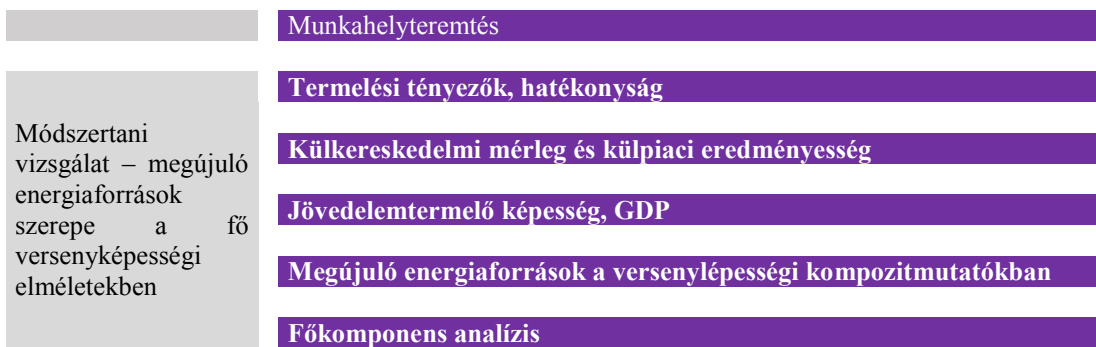 Munkahelyteremtés
Módszertani
vizsgálat – megújuló
energiaforrások
szerepe a fő
versenyképességi
elméletekben
Termelési tényezők, hatékonyság
Külkereskedelmi mérleg és külpiaci eredményesség
Jövedelemtermelő képesség, GDP
Megújuló energiaforrások a versenylépességi kompozitmutatókban
Főkomponens analízis